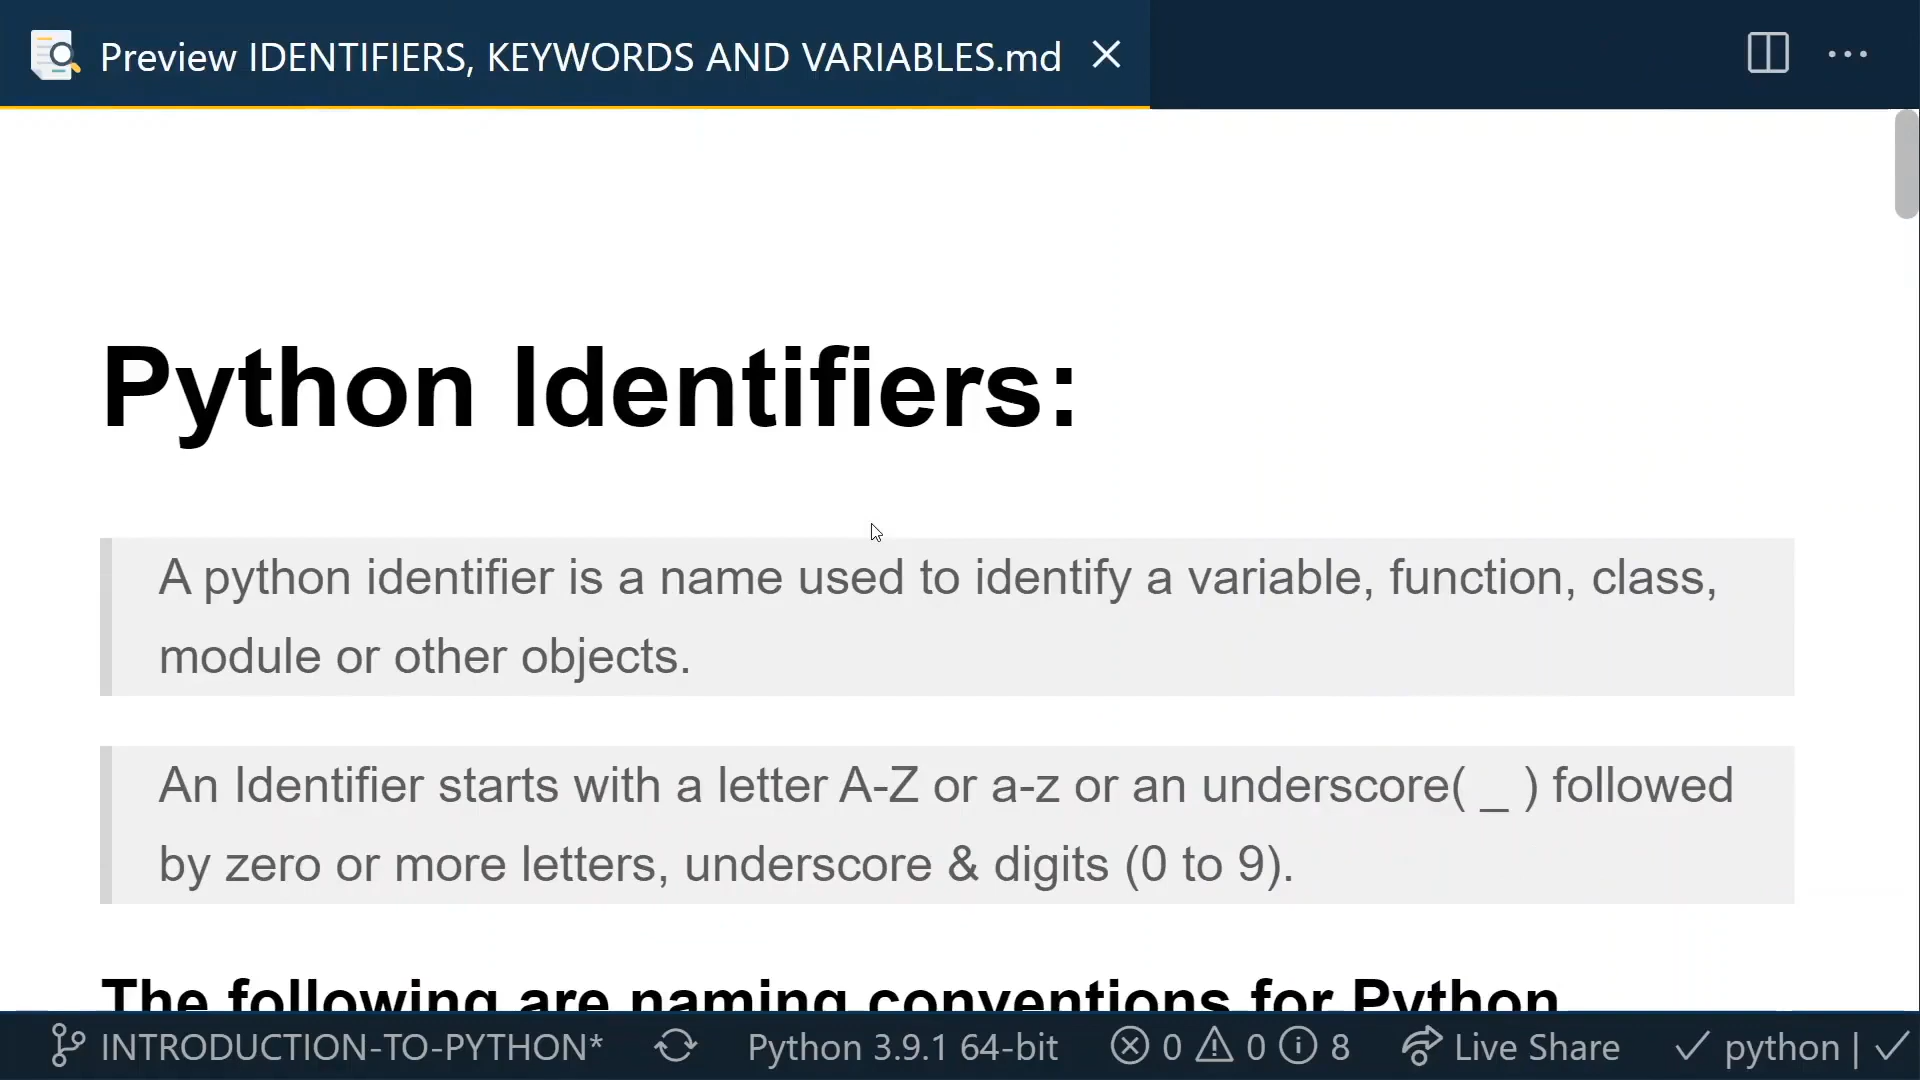 Preview IDENTIFIERS, KEYWORDS AND VARIABLES.md
Python Identifiers:
A python identifier is a name used to identify a variable, function, class,
module or other objects.
An Identifier starts with a letter A-Z or a-z or an underscore( _ ) followed
by zero or more letters, underscore & digits (0 to 9).
The following are naming conventions for Python
INTRODUCTION-TO-PYTHON* Python 3.9.1 64-bit 0 0 8 Live Share python |